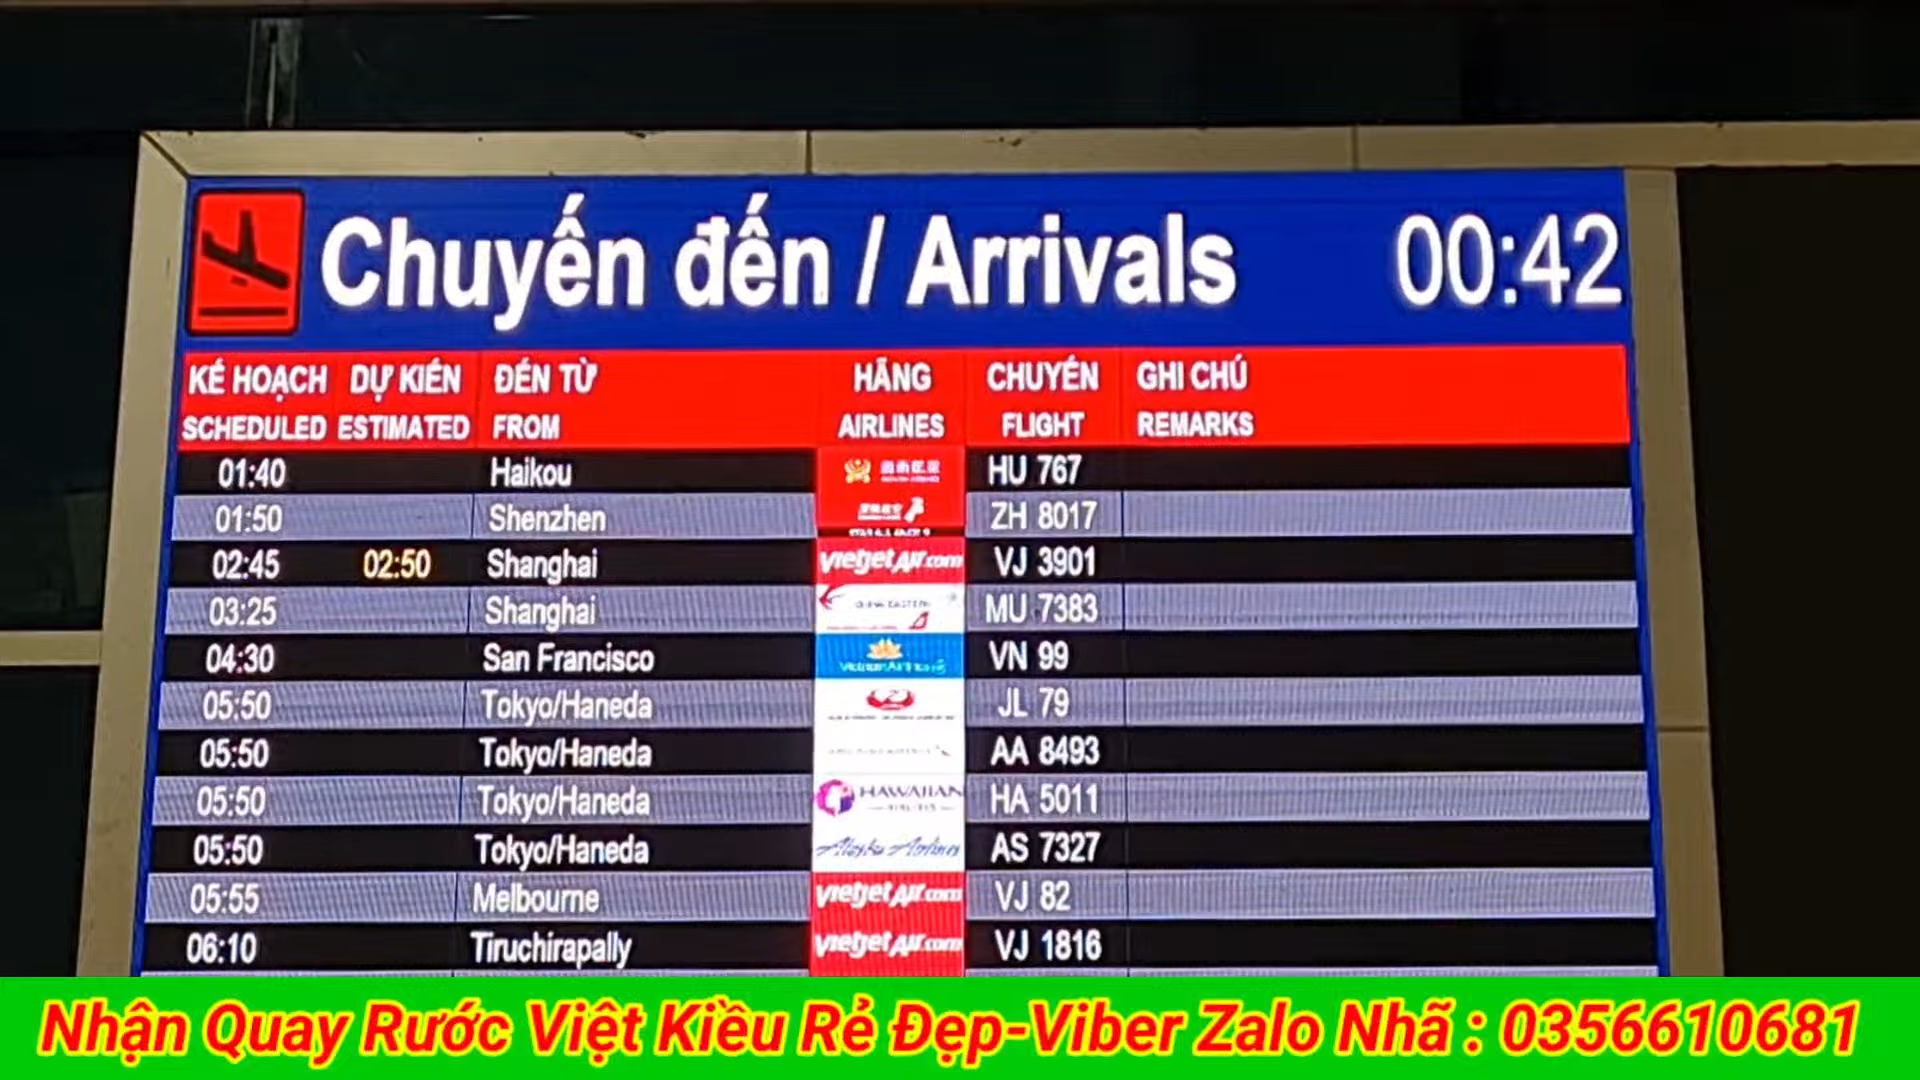 Chuyến đến / Arrivals 00:42
KẾ HOẠCH DỰ KIẾN ĐẾN TỪ HÃNG CHUYẾN GHI CHÚ
SCHEDULED ESTIMATED FROM AIRLINES FLIGHT REMARKS
01:40 Haikou HU 767
01:50 Shenzhen ZH 8017
02:45 02:50 Shanghai vietjetAir.com VJ 3901
03:25 Shanghai MU 7383
04:30 San Francisco Vietnam Airlines VN 99
05:50 Tokyo/Haneda JL 79
05:50 Tokyo/Haneda AA 8493
05:50 Tokyo/Haneda HAWAIIAN AIRLINES HA 5011
05:50 Tokyo/Haneda Alaska Airlines AS 7327
05:55 Melbourne vietjetAir.com VJ 82
06:10 Tiruchirapally vietjetAir.com VJ 1816
Nhận Quay Rước Việt Kiều Rẻ Đẹp-Viber Zalo Nhã : 0356610681